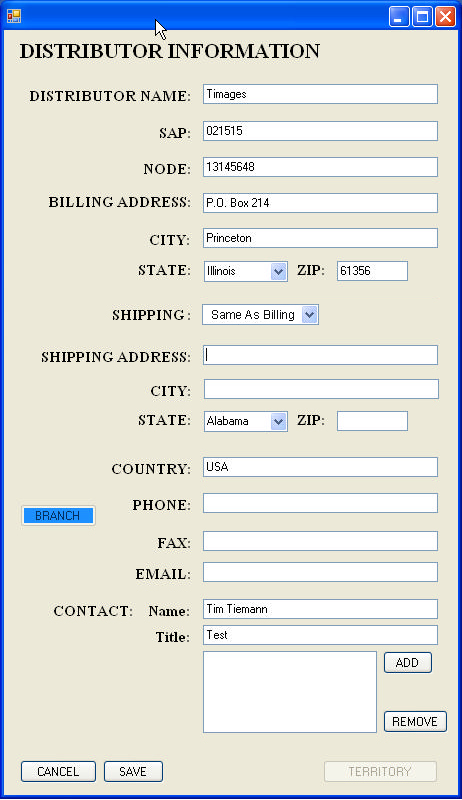 DISTRIBUTOR INFORMATION
DISTRIBUTOR NAME: Timages
SAP: 021515
NODE: 13145648
BILLING ADDRESS: P.O. Box 214
CITY: Princeton
STATE: Illinois ZIP: 61356
SHIPPING : Same As Billing
SHIPPING ADDRESS:
CITY:
STATE: Alabama ZIP:
COUNTRY: USA
PHONE:
BRANCH
FAX:
EMAIL:
CONTACT: Name: Tim Tiemann
Title: Test
ADD
REMOVE
CANCEL SAVE TERRITORY